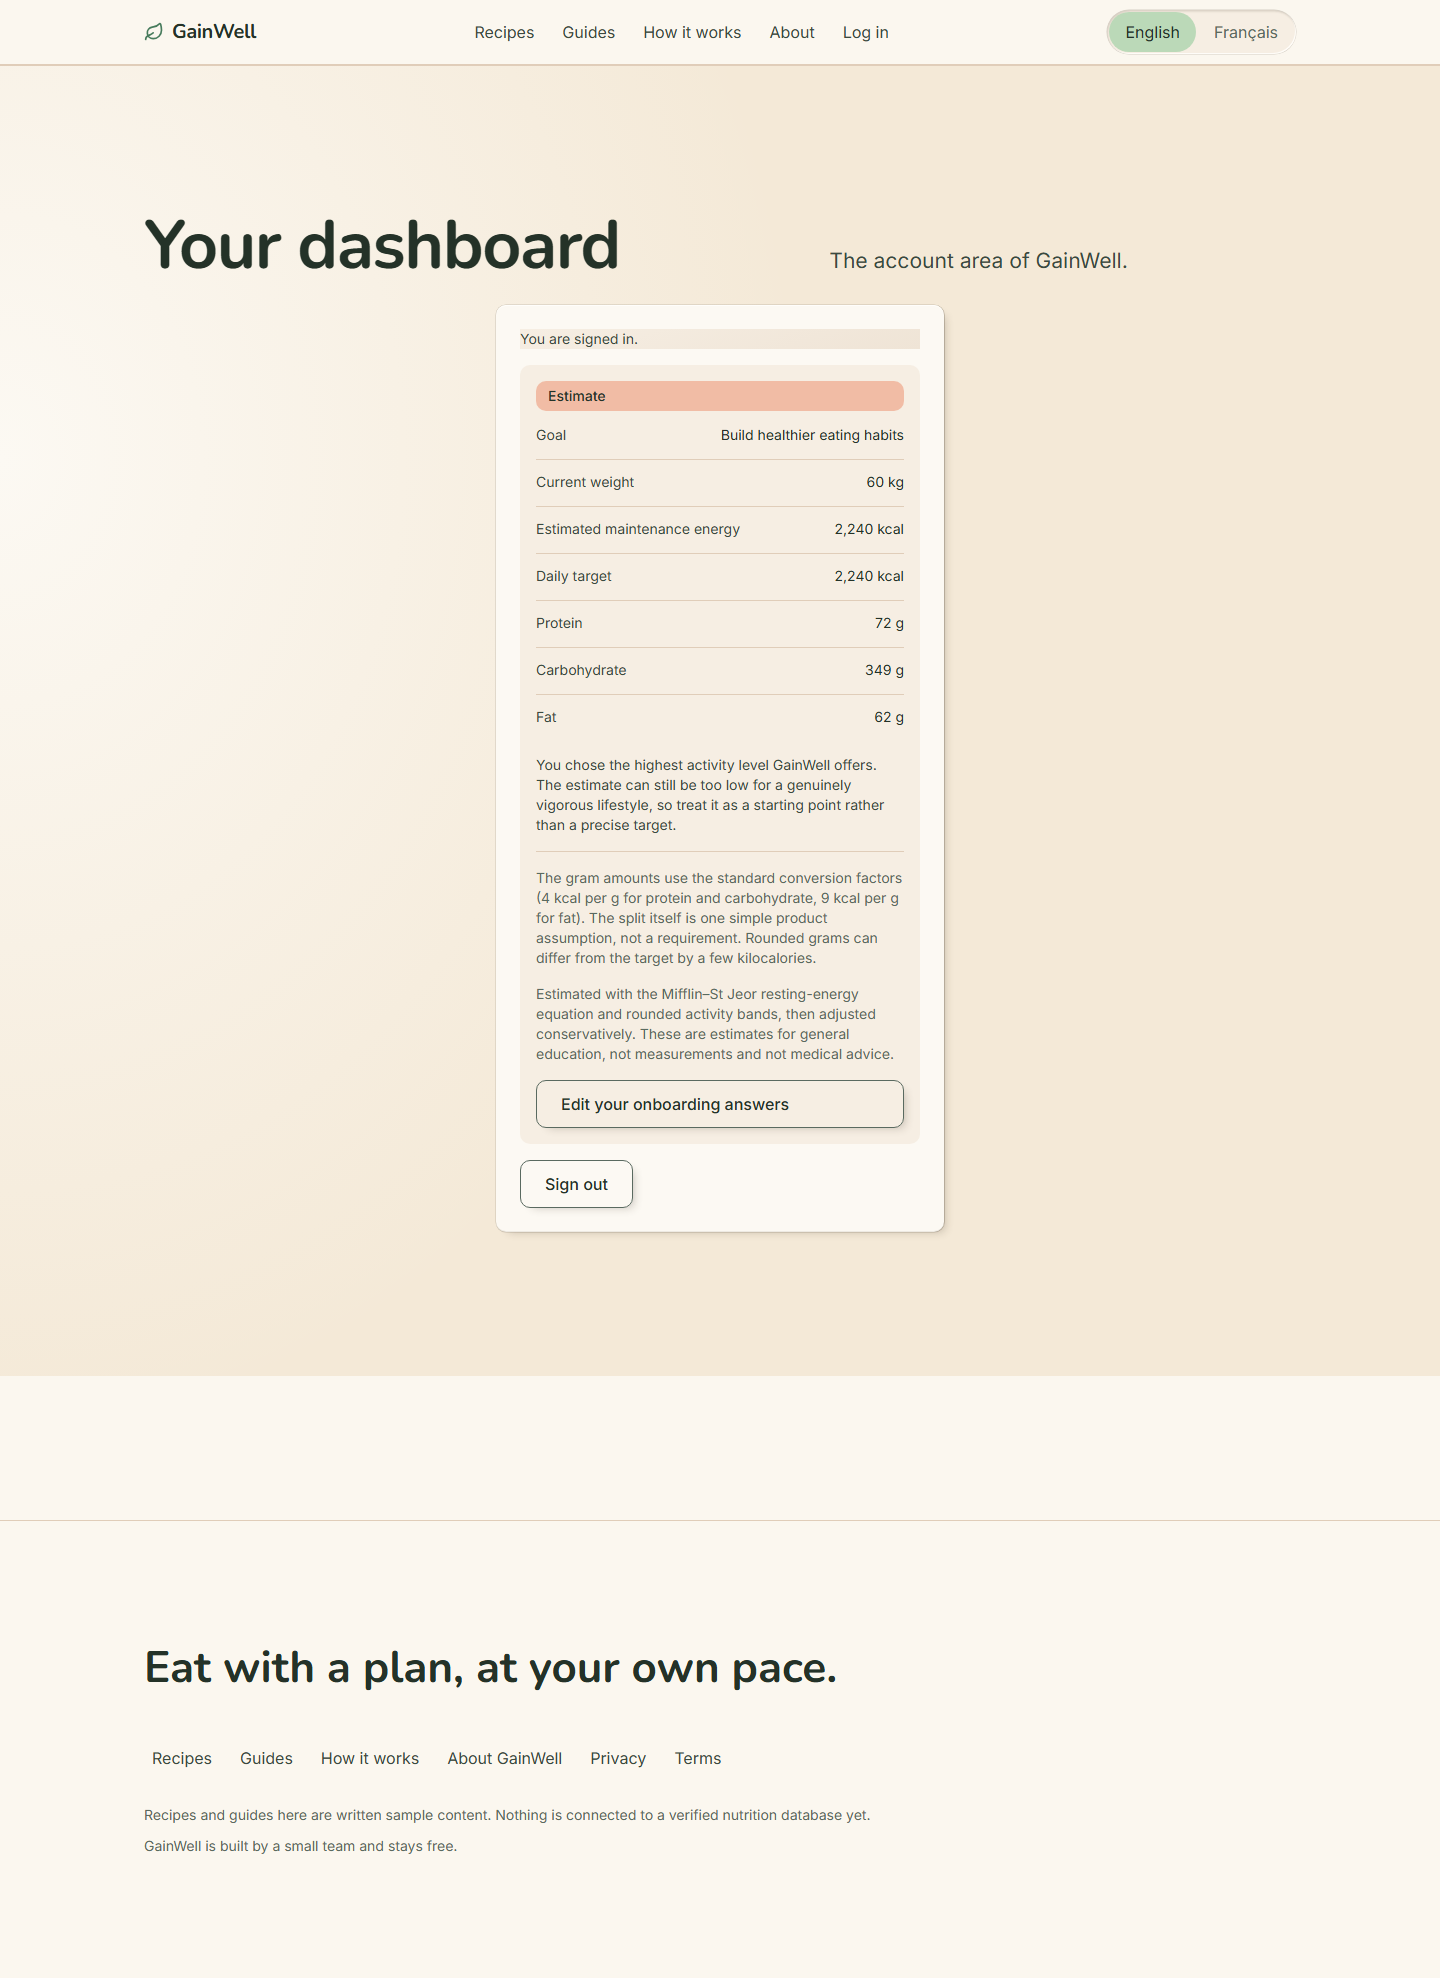 GainWell
Recipes Guides How it works About Log in
English Français
Your dashboard
The account area of GainWell.
You are signed in.
Estimate
Goal Build healthier eating habits
Current weight 60 kg
Estimated maintenance energy 2,240 kcal
Daily target 2,240 kcal
Protein 72 g
Carbohydrate 349 g
Fat 62 g
You chose the highest activity level GainWell offers.
The estimate can still be too low for a genuinely
vigorous lifestyle, so treat it as a starting point rather
than a precise target.
The gram amounts use the standard conversion factors
(4 kcal per g for protein and carbohydrate, 9 kcal per g
for fat). The split itself is one simple product
assumption, not a requirement. Rounded grams can
differ from the target by a few kilocalories.
Estimated with the Mifflin–St Jeor resting-energy
equation and rounded activity bands, then adjusted
conservatively. These are estimates for general
education, not measurements and not medical advice.
Edit your onboarding answers
Sign out
Eat with a plan, at your own pace.
Recipes Guides How it works About GainWell Privacy Terms
Recipes and guides here are written sample content. Nothing is connected to a verified nutrition database yet.
GainWell is built by a small team and stays free.